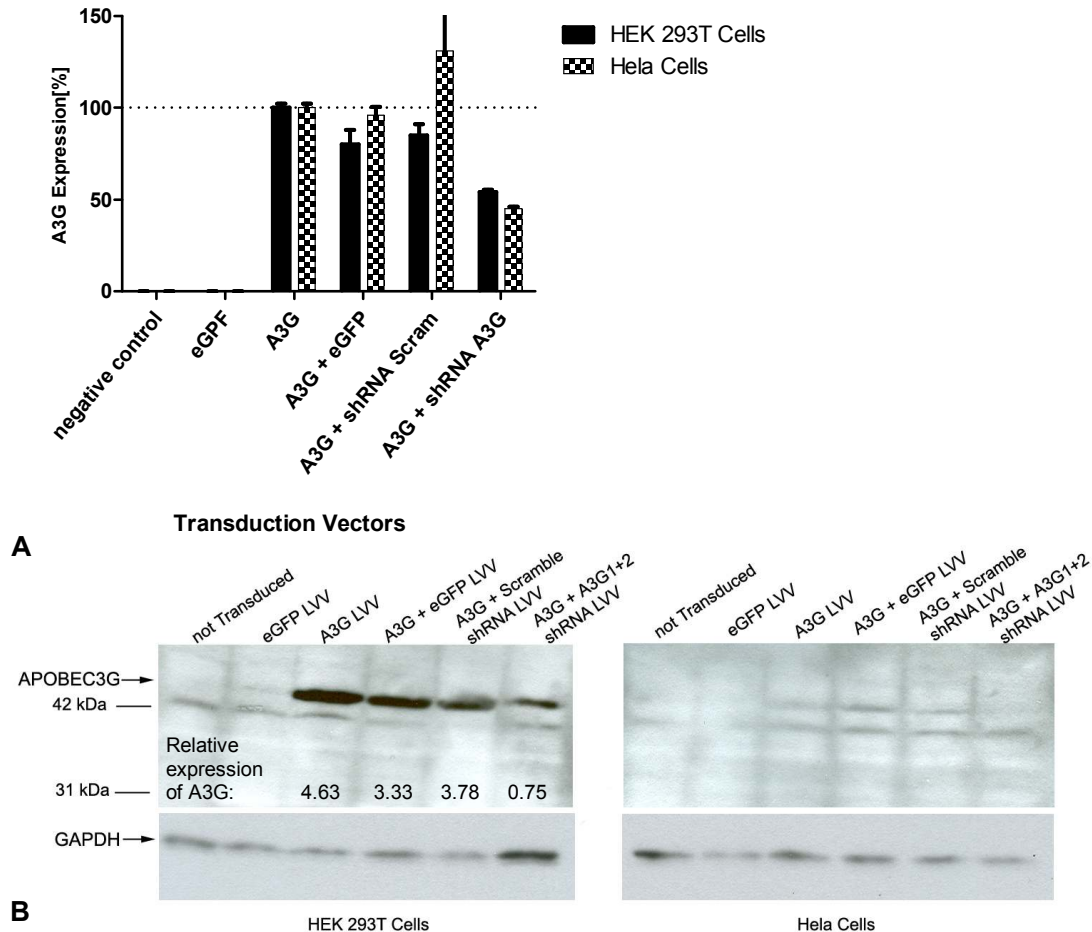 150
100
50
0
A3G Expression[%]
HEK 293T Cells
Hela Cells
negative control
eGPF
A3G
A3G + eGFP
A3G + shRNA Scram
A3G + shRNA A3G
Transduction Vectors
A
not Transduced
eGFP LVV
A3G LVV
A3G + eGFP LVV
A3G + Scramble
shRNA LVV
A3G + A3G1+2
shRNA LVV
not Transduced
eGFP LVV
A3G LVV
A3G + eGFP LVV
A3G + Scramble
shRNA LVV
A3G + A3G1+2
shRNA LVV
APOBEC3G
42 kDa
Relative
expression
of A3G: 4.63 3.33 3.78 0.75
31 kDa
GAPDH
B
HEK 293T Cells
Hela Cells